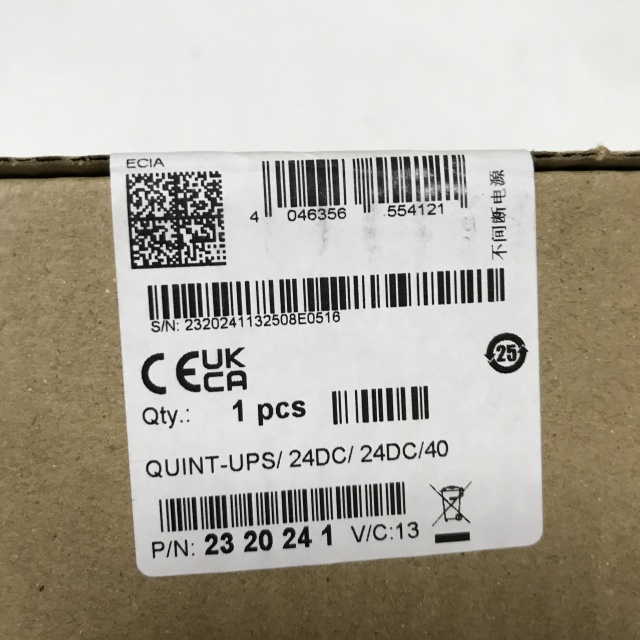 ECIA
4 046356 554121
不间断电源
S/N: 2320241132508E0516
CE UK
CA
25
Qty.: 1 pcs
QUINT-UPS/ 24DC/ 24DC/40
P/N: 23 20 24 1 V/C:13